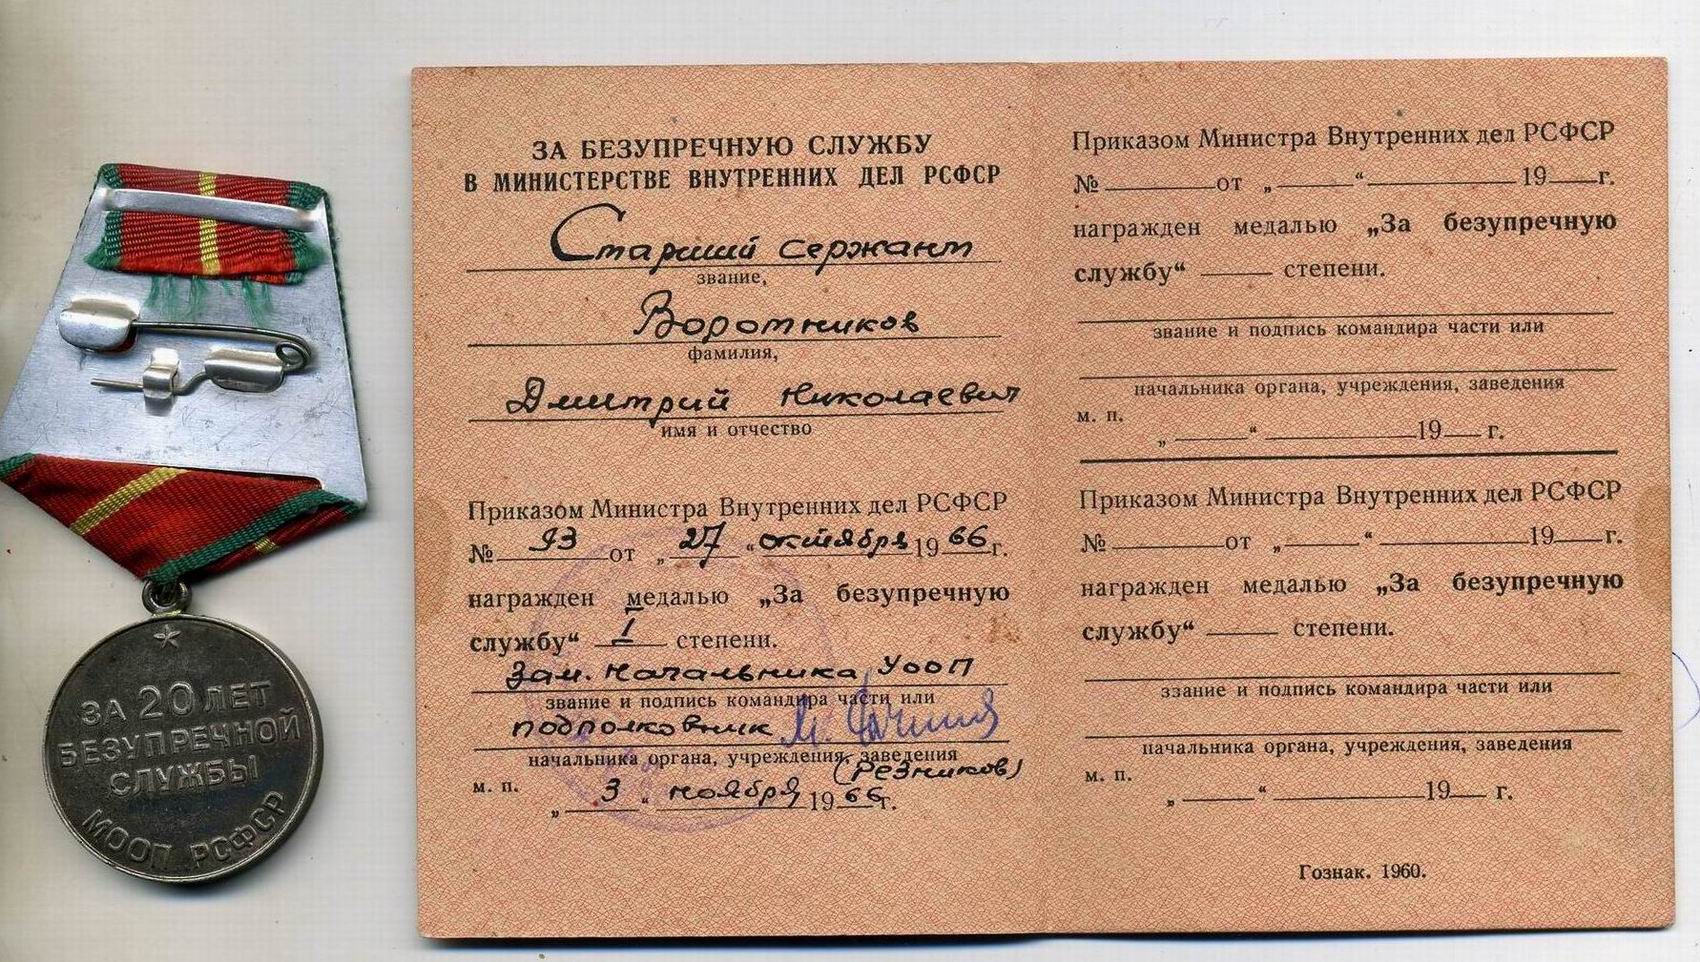 ЗА 20 ЛЕТ
БЕЗУПРЕЧНОЙ
СЛУЖБЫ
МООП РСФСР
ЗА БЕЗУПРЕЧНУЮ СЛУЖБУ
В МИНИСТЕРСТВЕ ВНУТРЕННИХ ДЕЛ РСФСР
Старший сержант
звание,
Воротников
фамилия,
Дмитрий Николаевич
имя и отчество
Приказом Министра Внутренних дел РСФСР
№ 93 от „27“ октября 1966 г.
награжден медалью „За безупречную
службу“ I степени.
Зам. Начальника УООП
звание и подпись командира части или
подполковник
начальника органа, учреждения, заведения
(Резников)
м. п.
„3“ ноября 1966 г.
Приказом Министра Внутренних дел РСФСР
№ от „ “ 19 г.
награжден медалью „За безупречную
службу“ степени.
звание и подпись командира части или
начальника органа, учреждения, заведения
м. п.
„ “ 19 г.
Приказом Министра Внутренних дел РСФСР
№ от „ “ 19 г.
награжден медалью „За безупречную
службу“ степени.
звание и подпись командира части или
начальника органа, учреждения, заведения
м. п.
„ “ 19 г.
Гознак. 1960.